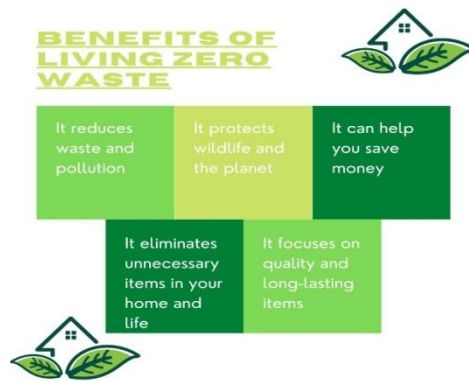 BENEFITS OF
LIVING ZERO
WASTE
It reduces
waste and
pollution
It protects
wildlife and
the planet
It can help
you save
money
It eliminates
unnecessary
items in your
home and
life
It focuses on
quality and
long-lasting
items